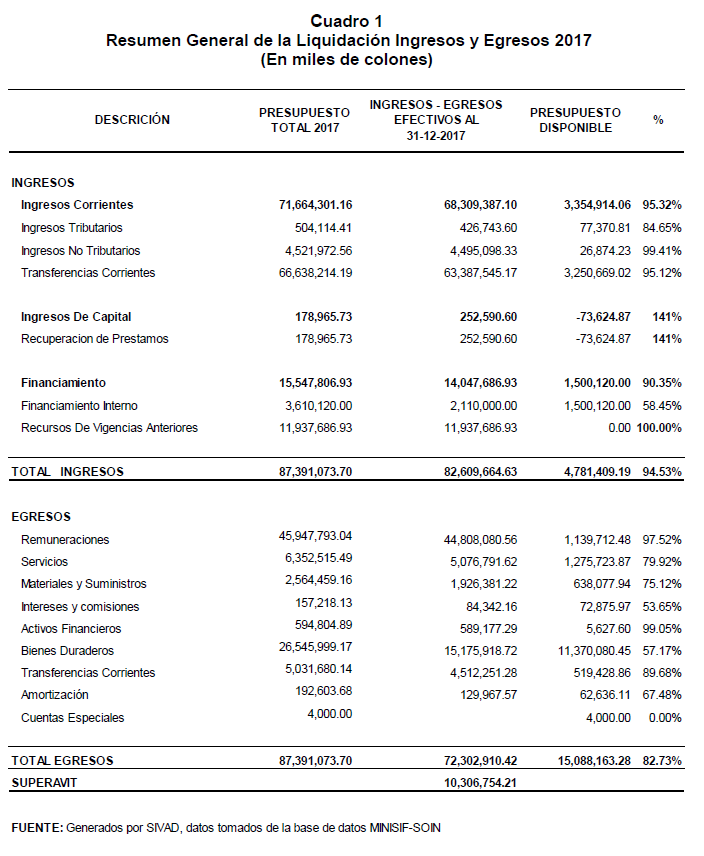 Cuadro 1
Resumen General de la Liquidación Ingresos y Egresos 2017
(En miles de colones)
DESCRICIÓN PRESUPUESTO TOTAL 2017 INGRESOS - EGRESOS EFECTIVOS AL 31-12-2017 PRESUPUESTO DISPONIBLE %
INGRESOS
Ingresos Corrientes 71,664,301.16 68,309,387.10 3,354,914.06 95.32%
Ingresos Tributarios 504,114.41 426,743.60 77,370.81 84.65%
Ingresos No Tributarios 4,521,972.56 4,495,098.33 26,874.23 99.41%
Transferencias Corrientes 66,638,214.19 63,387,545.17 3,250,669.02 95.12%
Ingresos De Capital 178,965.73 252,590.60 -73,624.87 141%
Recuperacion de Prestamos 178,965.73 252,590.60 -73,624.87 141%
Financiamiento 15,547,806.93 14,047,686.93 1,500,120.00 90.35%
Financiamiento Interno 3,610,120.00 2,110,000.00 1,500,120.00 58.45%
Recursos De Vigencias Anteriores 11,937,686.93 11,937,686.93 0.00 100.00%
TOTAL INGRESOS 87,391,073.70 82,609,664.63 4,781,409.19 94.53%
EGRESOS
Remuneraciones 45,947,793.04 44,808,080.56 1,139,712.48 97.52%
Servicios 6,352,515.49 5,076,791.62 1,275,723.87 79.92%
Materiales y Suministros 2,564,459.16 1,926,381.22 638,077.94 75.12%
Intereses y comisiones 157,218.13 84,342.16 72,875.97 53.65%
Activos Financieros 594,804.89 589,177.29 5,627.60 99.05%
Bienes Duraderos 26,545,999.17 15,175,918.72 11,370,080.45 57.17%
Transferencias Corrientes 5,031,680.14 4,512,251.28 519,428.86 89.68%
Amortización 192,603.68 129,967.57 62,636.11 67.48%
Cuentas Especiales 4,000.00 4,000.00 0.00%
TOTAL EGRESOS 87,391,073.70 72,302,910.42 15,088,163.28 82.73%
SUPERAVIT 10,306,754.21
FUENTE: Generados por SIVAD, datos tomados de la base de datos MINISIF-SOIN